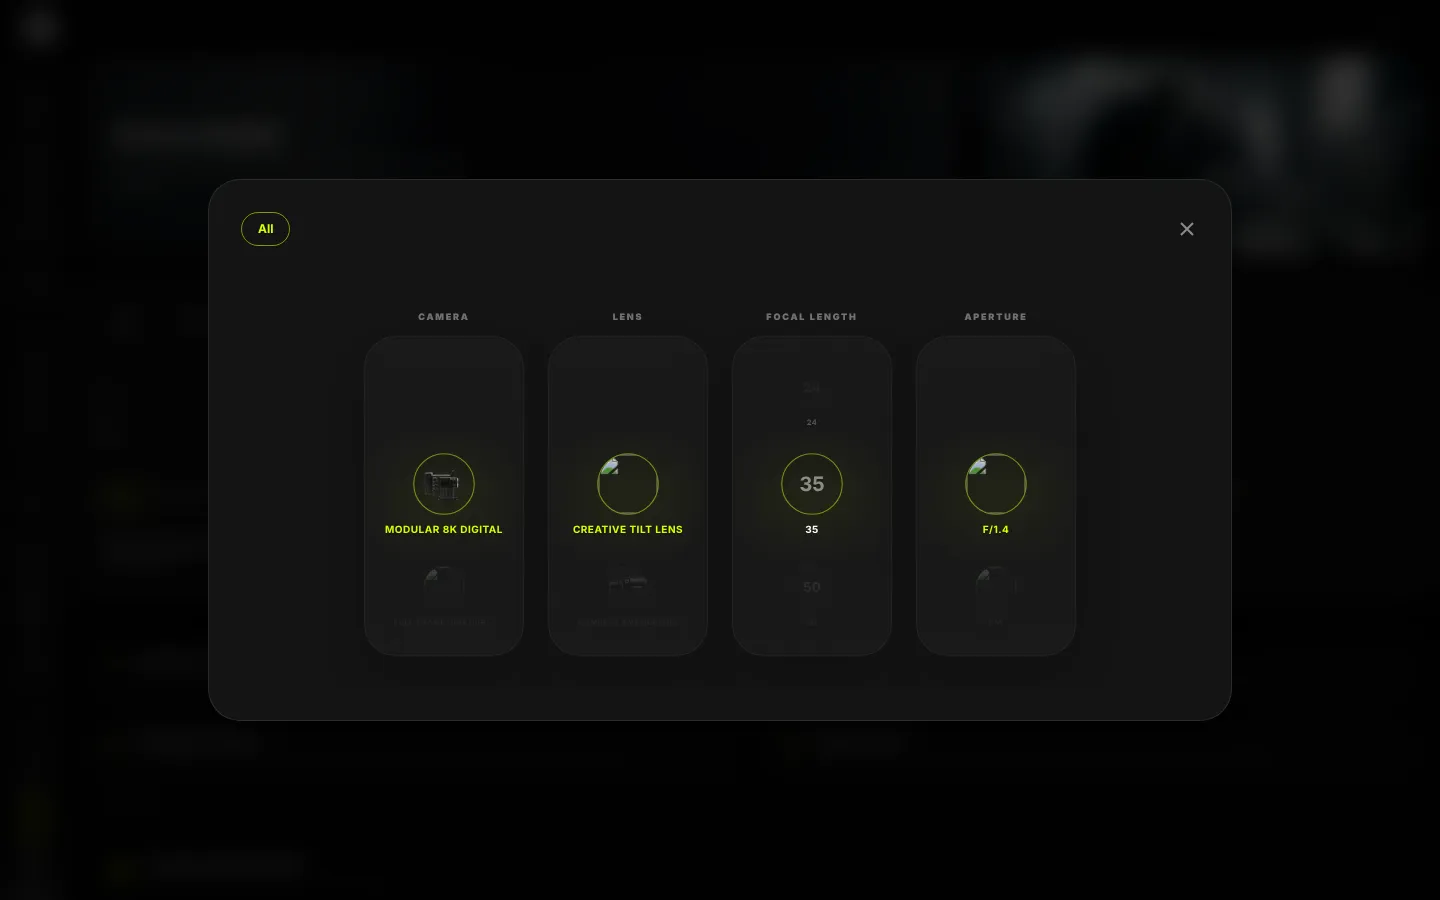 All
CAMERA
LENS
FOCAL LENGTH
APERTURE
24
35
MODULAR 8K DIGITAL
CREATIVE TILT LENS
35
F/1.4
50